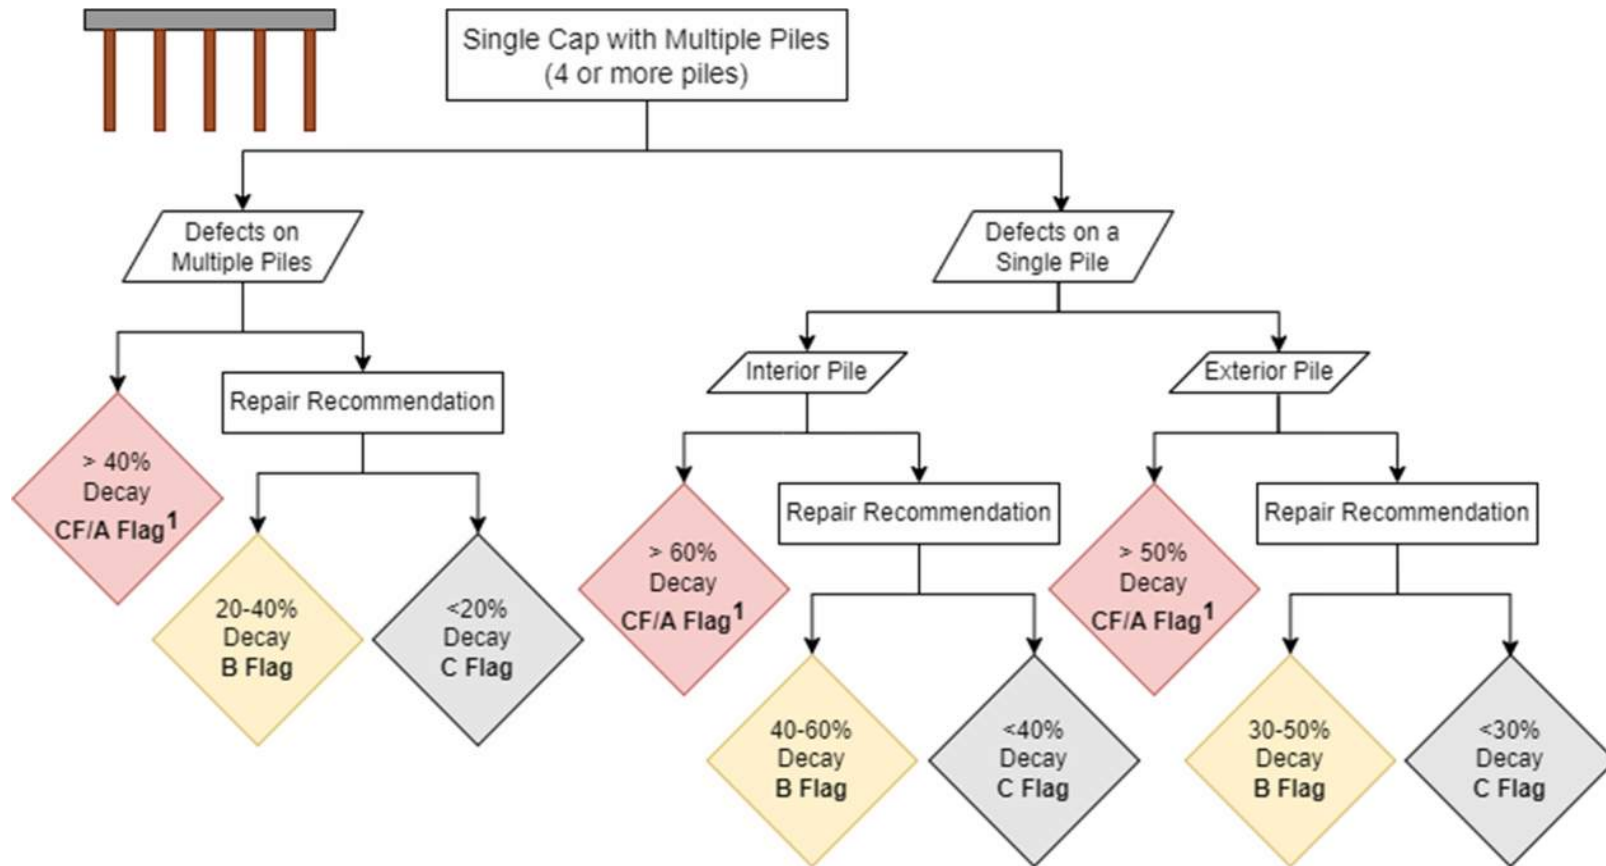 Single Cap with Multiple Piles
(4 or more piles)
Defects on
Multiple Piles
> 40%
Decay
CF/A Flag1
Repair Recommendation
20-40%
Decay
B Flag
<20%
Decay
C Flag
Defects on a
Single Pile
Interior Pile
> 60%
Decay
CF/A Flag1
Repair Recommendation
40-60%
Decay
B Flag
<40%
Decay
C Flag
Exterior Pile
> 50%
Decay
CF/A Flag1
Repair Recommendation
30-50%
Decay
B Flag
<30%
Decay
C Flag